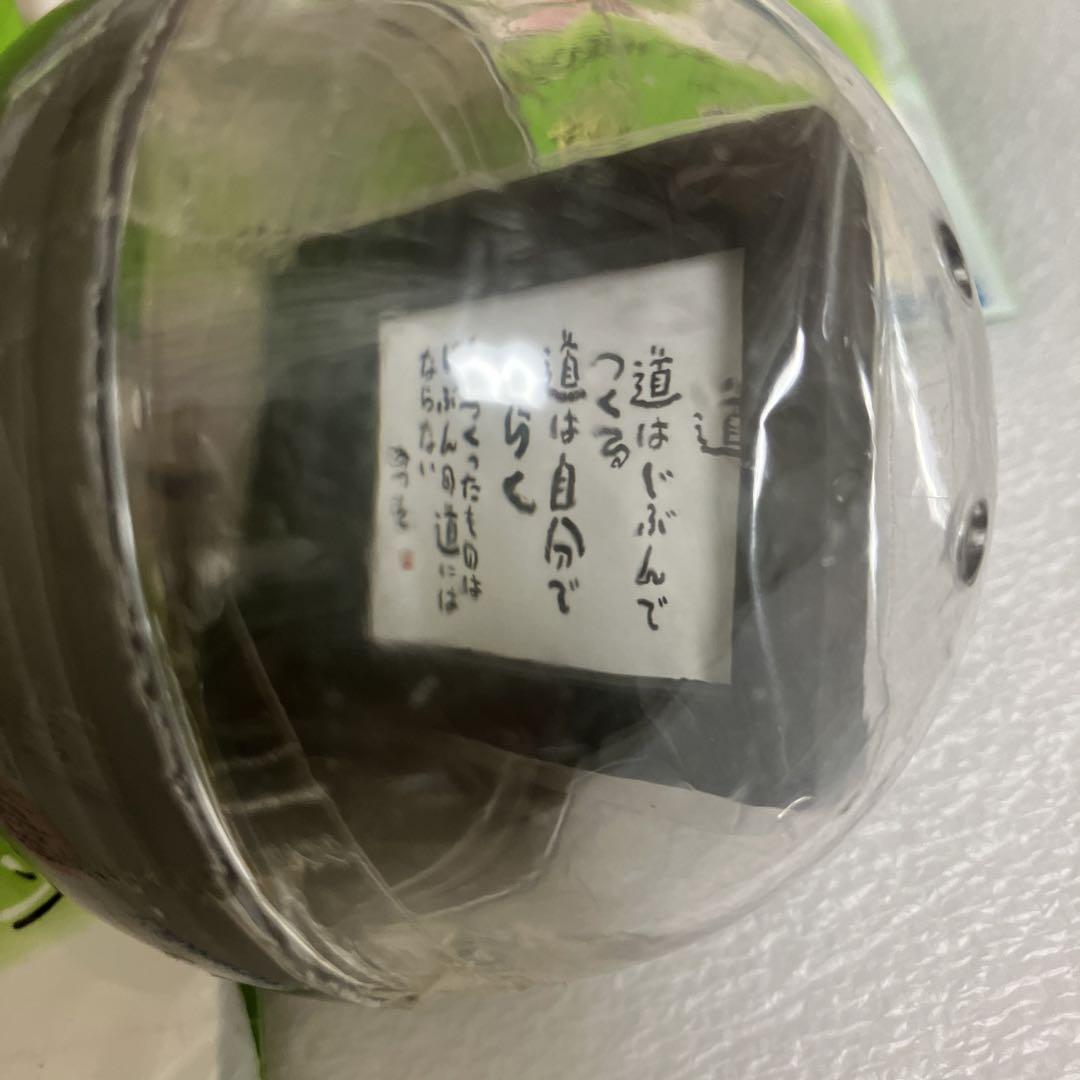 道
道はじぶんで
つくる
道は自分で
らく
つくったものは
じぶんの道には
ならない
みつを